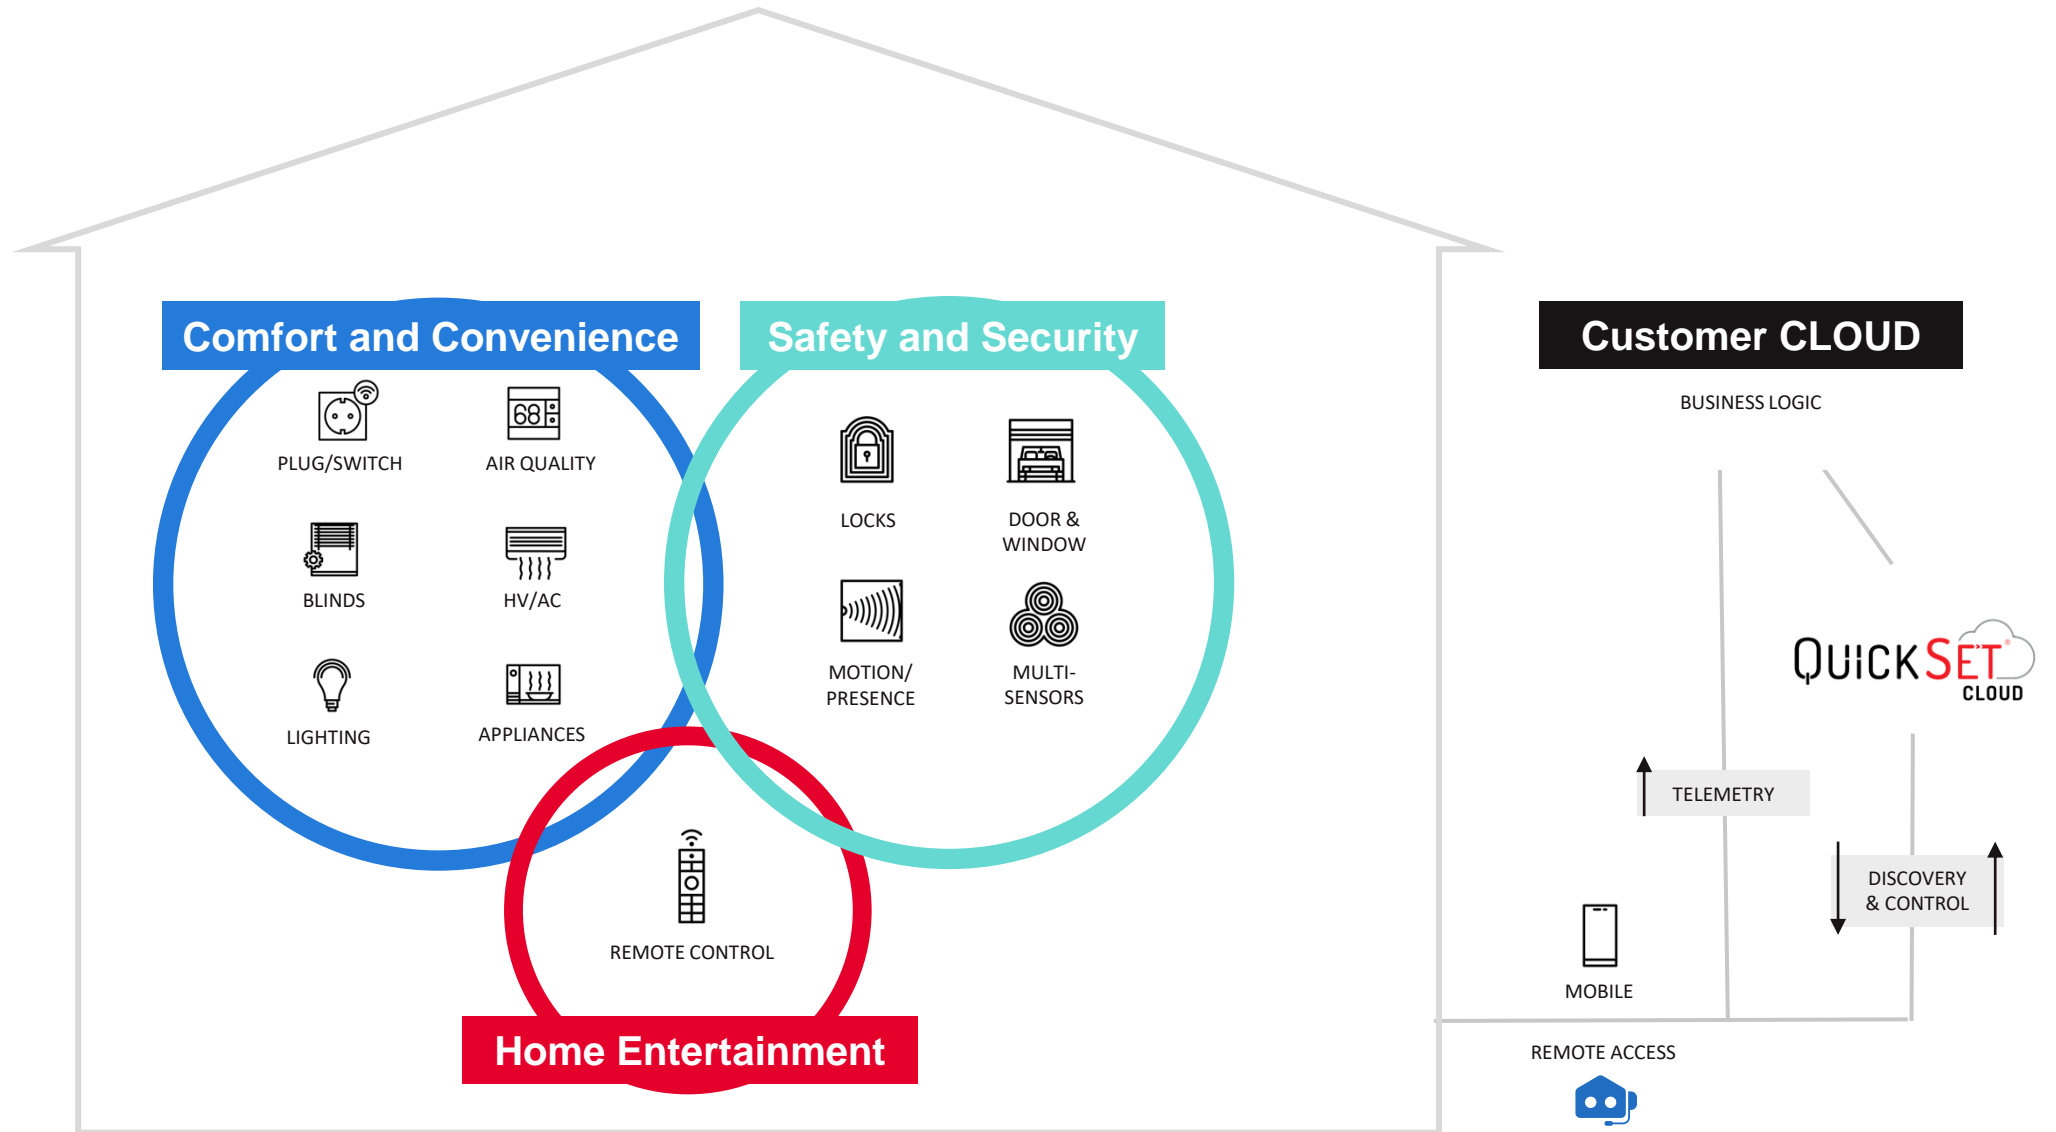 Comfort and Convenience
Safety and Security
Customer CLOUD
BUSINESS LOGIC
68
PLUG/SWITCH
AIR QUALITY
LOCKS
DOOR &
WINDOW
BLINDS
HV/AC
MOTION/
PRESENCE
MULTI-
SENSORS
LIGHTING
APPLIANCES
QUICKSET®
CLOUD
TELEMETRY
DISCOVERY
& CONTROL
REMOTE CONTROL
MOBILE
Home Entertainment
REMOTE ACCESS